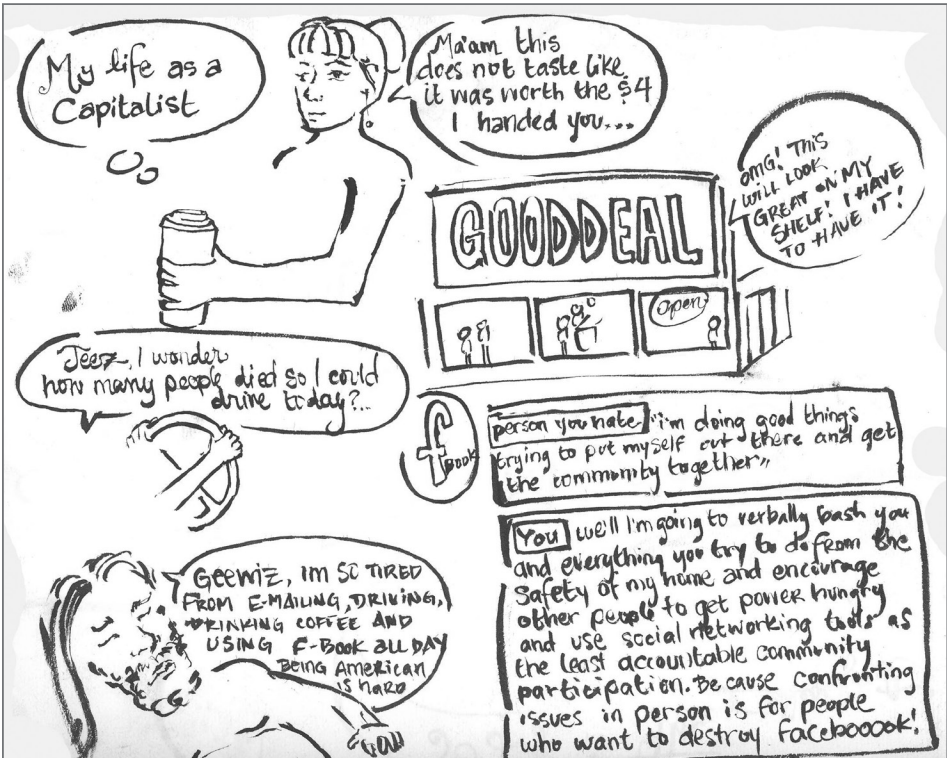 My life as a
Capitalist
Ma'am this
does not taste like
it was worth the $4
I handed you...
OMG! THIS
WILL LOOK
GREAT ON MY
SHELF! I HAVE
TO HAVE IT!
GOODDEAL
Open
Jeez, I wonder
how many people died so I could
drive today?...
f
BOOK
person you hate "i'm doing good things
trying to put myself out there and get
the community together"
You we'll i'm going to verbally bash you
and everything you try to do from the
safety of my home and encourage
other people to get power hungry
and use social networking tools as
the least accountable community
participation. Because confronting
issues in person is for people
who want to destroy facebooook!
GEEWIZ, IM SO TIRED
FROM E-MAILING, DRIVING,
DRINKING COFFEE AND
USING F-BOOK ALL DAY
BEING AMERICAN
IS HARD